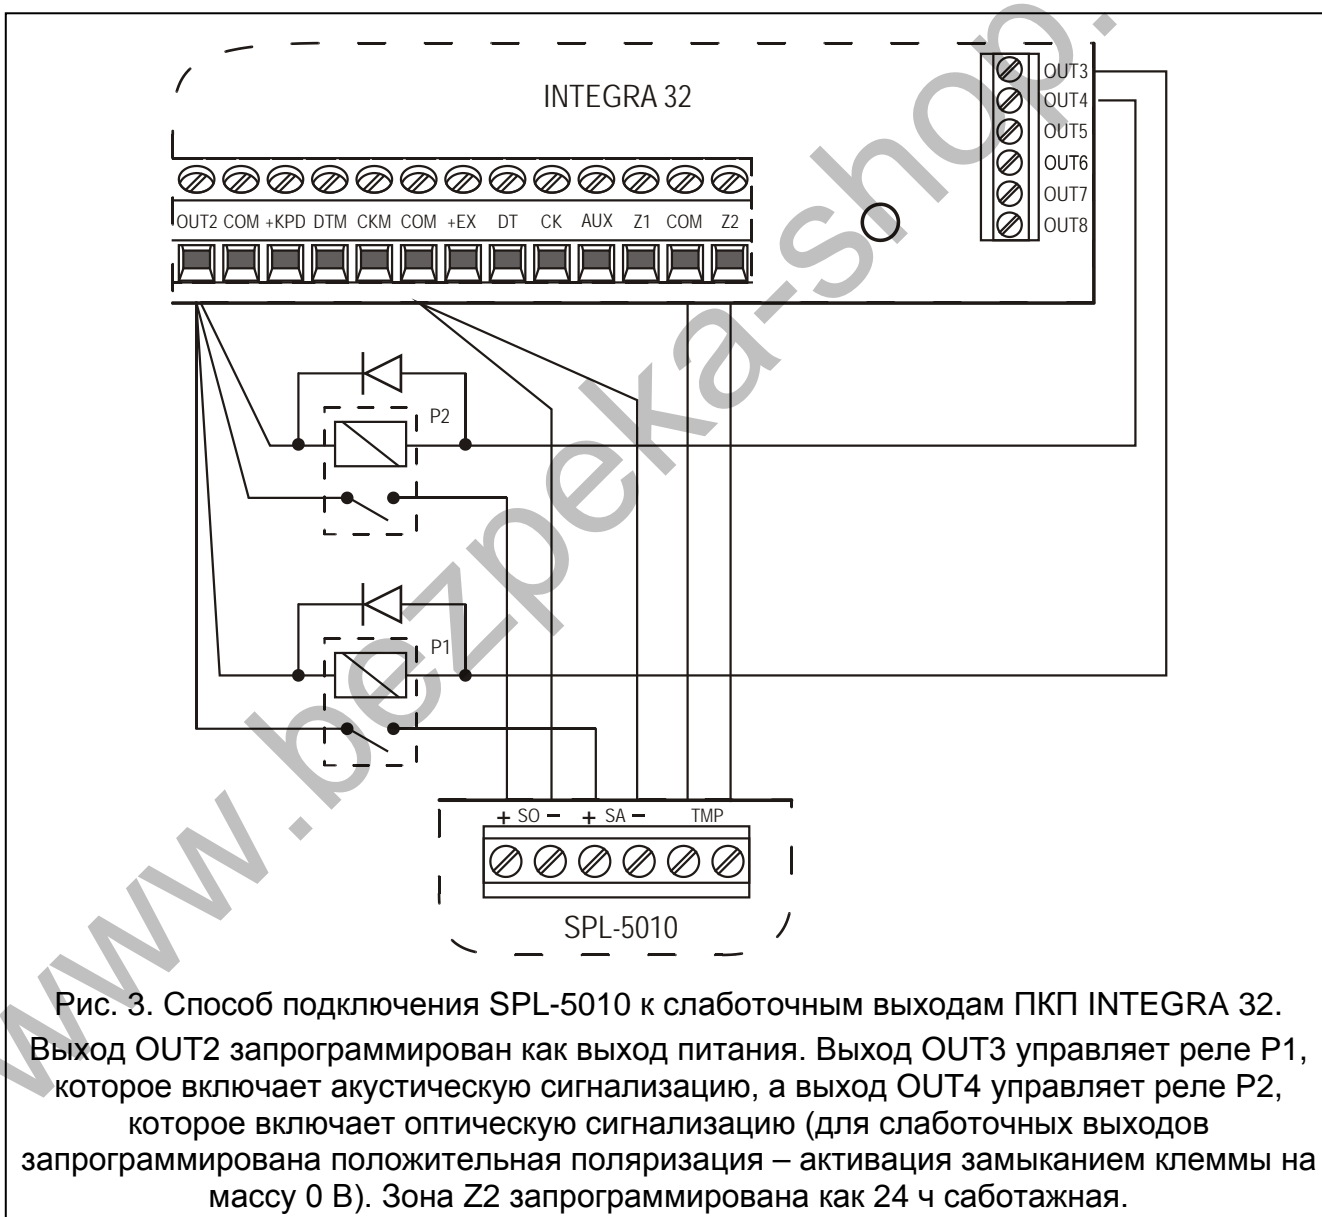 INTEGRA 32
OUT3
OUT4
OUT5
OUT6
OUT7
OUT8
OUT2 COM +KPD DTM CKM COM +EX DT CK AUX Z1 COM Z2
P2
P1
+ SO − + SA − TMP
SPL-5010
www.bezpeka-shop.
Рис. 3. Способ подключения SPL-5010 к слаботочным выходам ПКП INTEGRA 32.
Выход OUT2 запрограммирован как выход питания. Выход OUT3 управляет реле P1,
которое включает акустическую сигнализацию, а выход OUT4 управляет реле P2,
которое включает оптическую сигнализацию (для слаботочных выходов
запрограммирована положительная поляризация – активация замыканием клеммы на
массу 0 В). Зона Z2 запрограммирована как 24 ч саботажная.